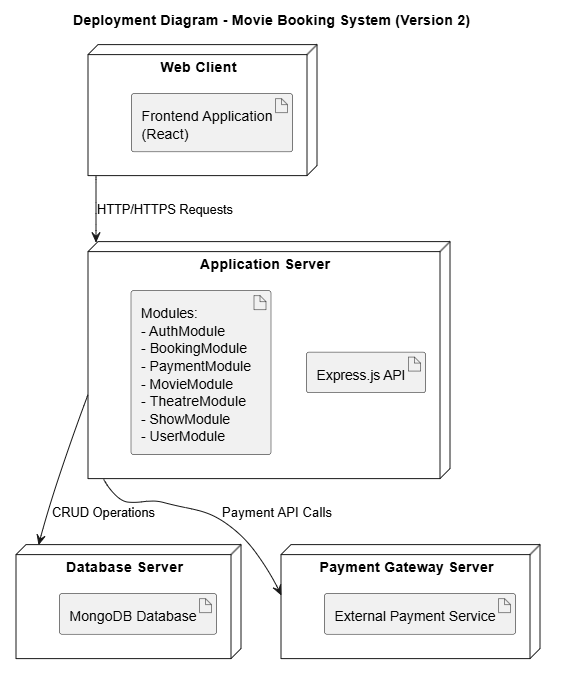 Deployment Diagram - Movie Booking System (Version 2)
Web Client
Frontend Application
(React)
HTTP/HTTPS Requests
Application Server
Modules:
- AuthModule
- BookingModule
- PaymentModule
- MovieModule
- TheatreModule
- ShowModule
- UserModule
Express.js API
CRUD Operations
Payment API Calls
Database Server
MongoDB Database
Payment Gateway Server
External Payment Service